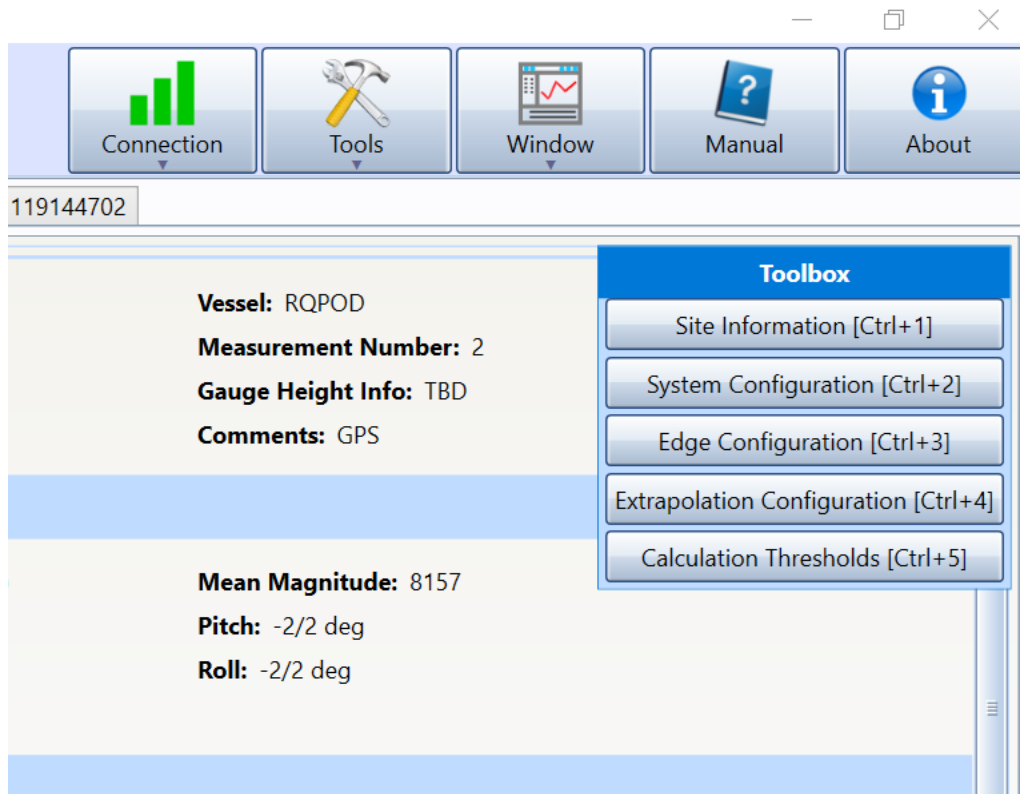 Connection
Tools
Window
Manual
About
119144702
Toolbox
Site Information [Ctrl+1]
System Configuration [Ctrl+2]
Edge Configuration [Ctrl+3]
Extrapolation Configuration [Ctrl+4]
Calculation Thresholds [Ctrl+5]
Vessel: RQPOD
Measurement Number: 2
Gauge Height Info: TBD
Comments: GPS
Mean Magnitude: 8157
Pitch: -2/2 deg
Roll: -2/2 deg